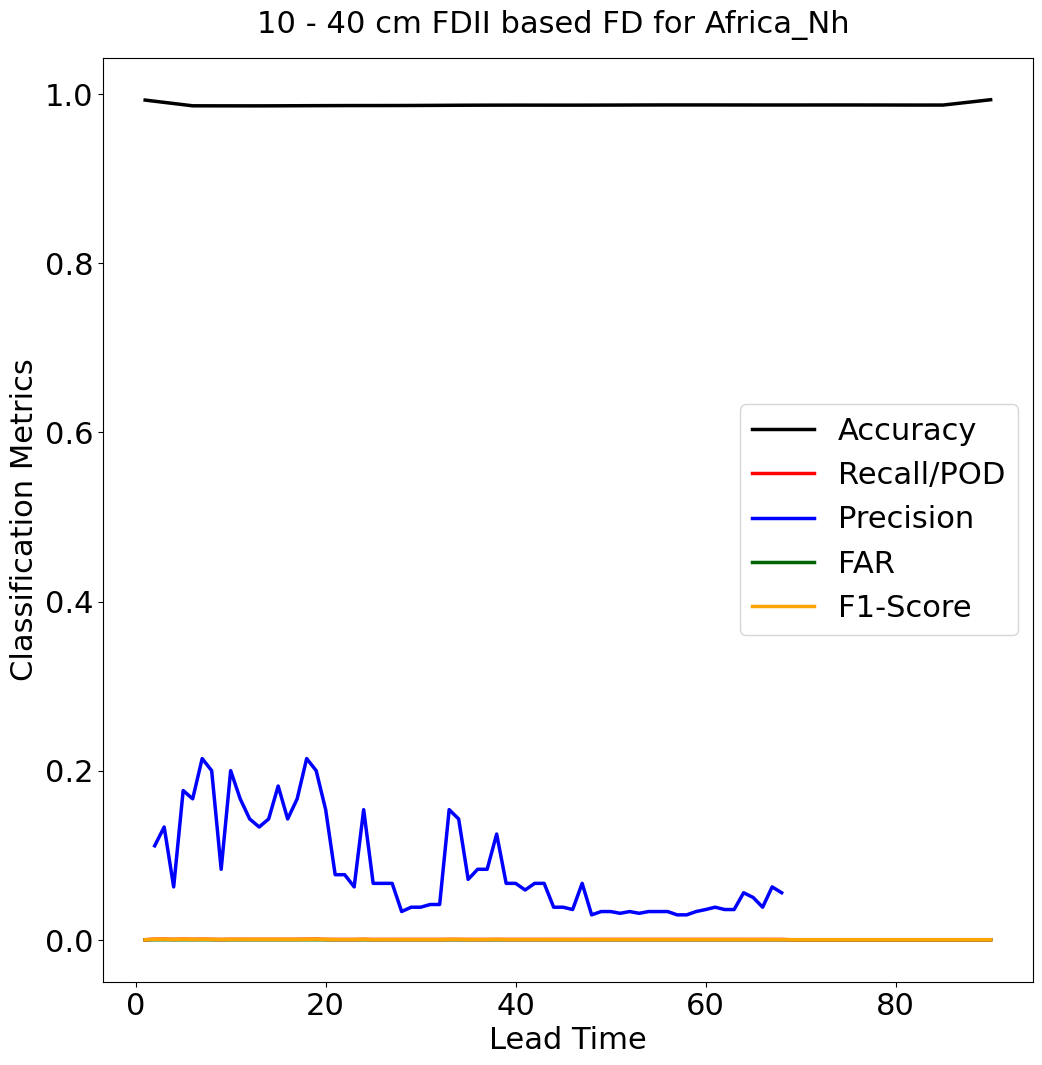 10 - 40 cm FDII based FD for Africa_Nh
Classification Metrics
1.0
0.8
0.6
0.4
0.2
0.0
Accuracy
Recall/POD
Precision
FAR
F1-Score
0 20 40 60 80
Lead Time